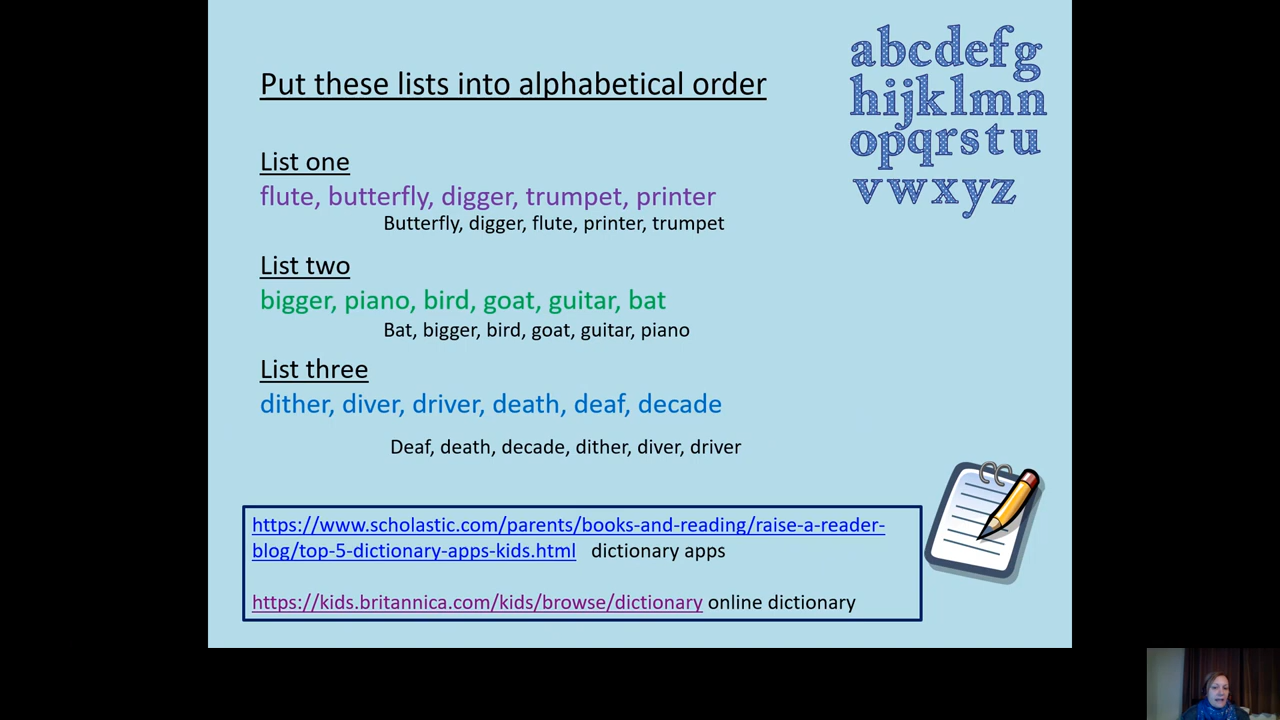 Put these lists into alphabetical order
abcdefg
hijklmn
opqrstu
vwxyz
List one
flute, butterfly, digger, trumpet, printer
Butterfly, digger, flute, printer, trumpet
List two
bigger, piano, bird, goat, guitar, bat
Bat, bigger, bird, goat, guitar, piano
List three
dither, diver, driver, death, deaf, decade
Deaf, death, decade, dither, diver, driver
https://www.scholastic.com/parents/books-and-reading/raise-a-reader-
blog/top-5-dictionary-apps-kids.html dictionary apps
https://kids.britannica.com/kids/browse/dictionary online dictionary